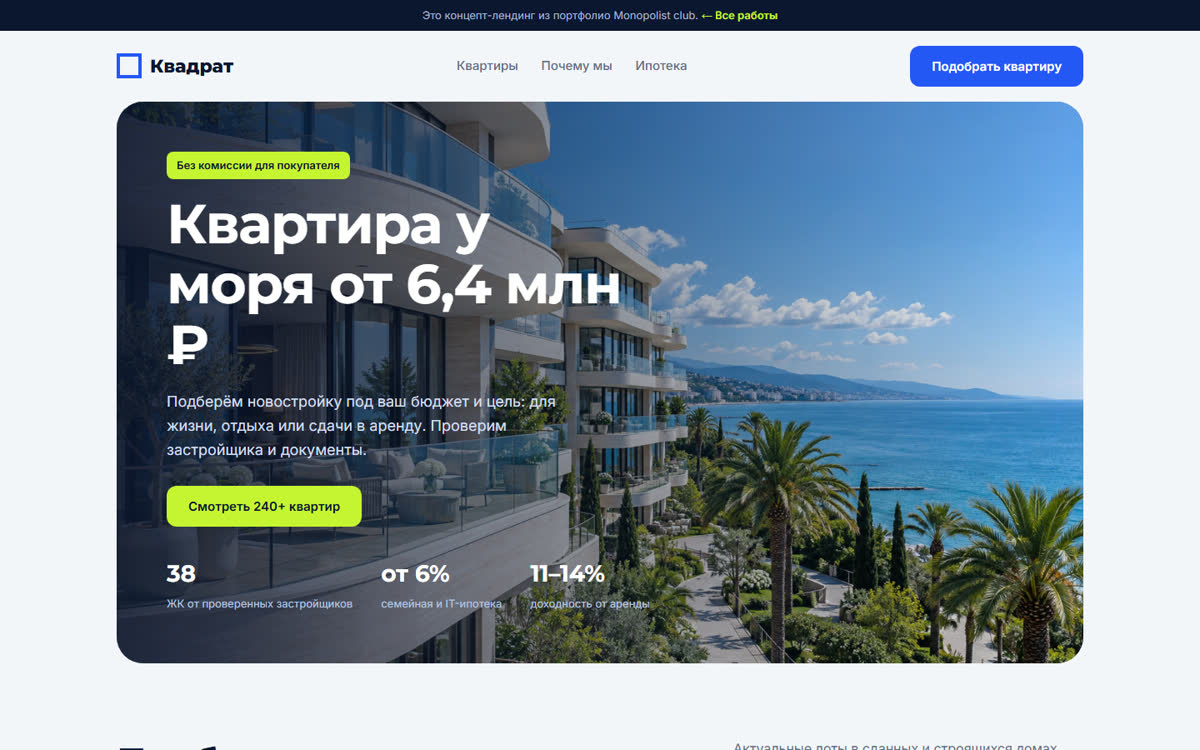 Это концепт-лендинг из портфолио Monopolist club. ← Все работы
Квадрат
Квартиры
Почему мы
Ипотека
Подобрать квартиру
Без комиссии для покупателя
Квартира у
моря от 6,4 млн
₽
Подберём новостройку под ваш бюджет и цель: для
жизни, отдыха или сдачи в аренду. Проверим
застройщика и документы.
Смотреть 240+ квартир
38
ЖК от проверенных застройщиков
от 6%
семейная и IT-ипотека
11–14%
доходность от аренды
Актуальные лоты в сданных и строящихся домах